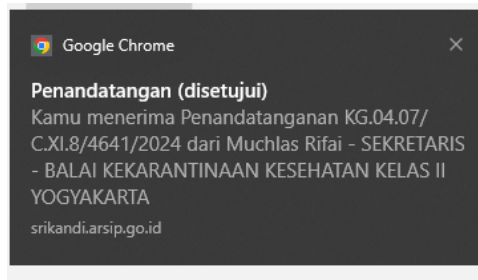 Google Chrome
Penandatangan (disetujui)
Kamu menerima Penandatanganan KG.04.07/
C.XI.8/4641/2024 dari Muchlas Rifai - SEKRETARIS
- BALAI KEKARANTINAAN KESEHATAN KELAS II
YOGYAKARTA
srikandi.arsip.go.id